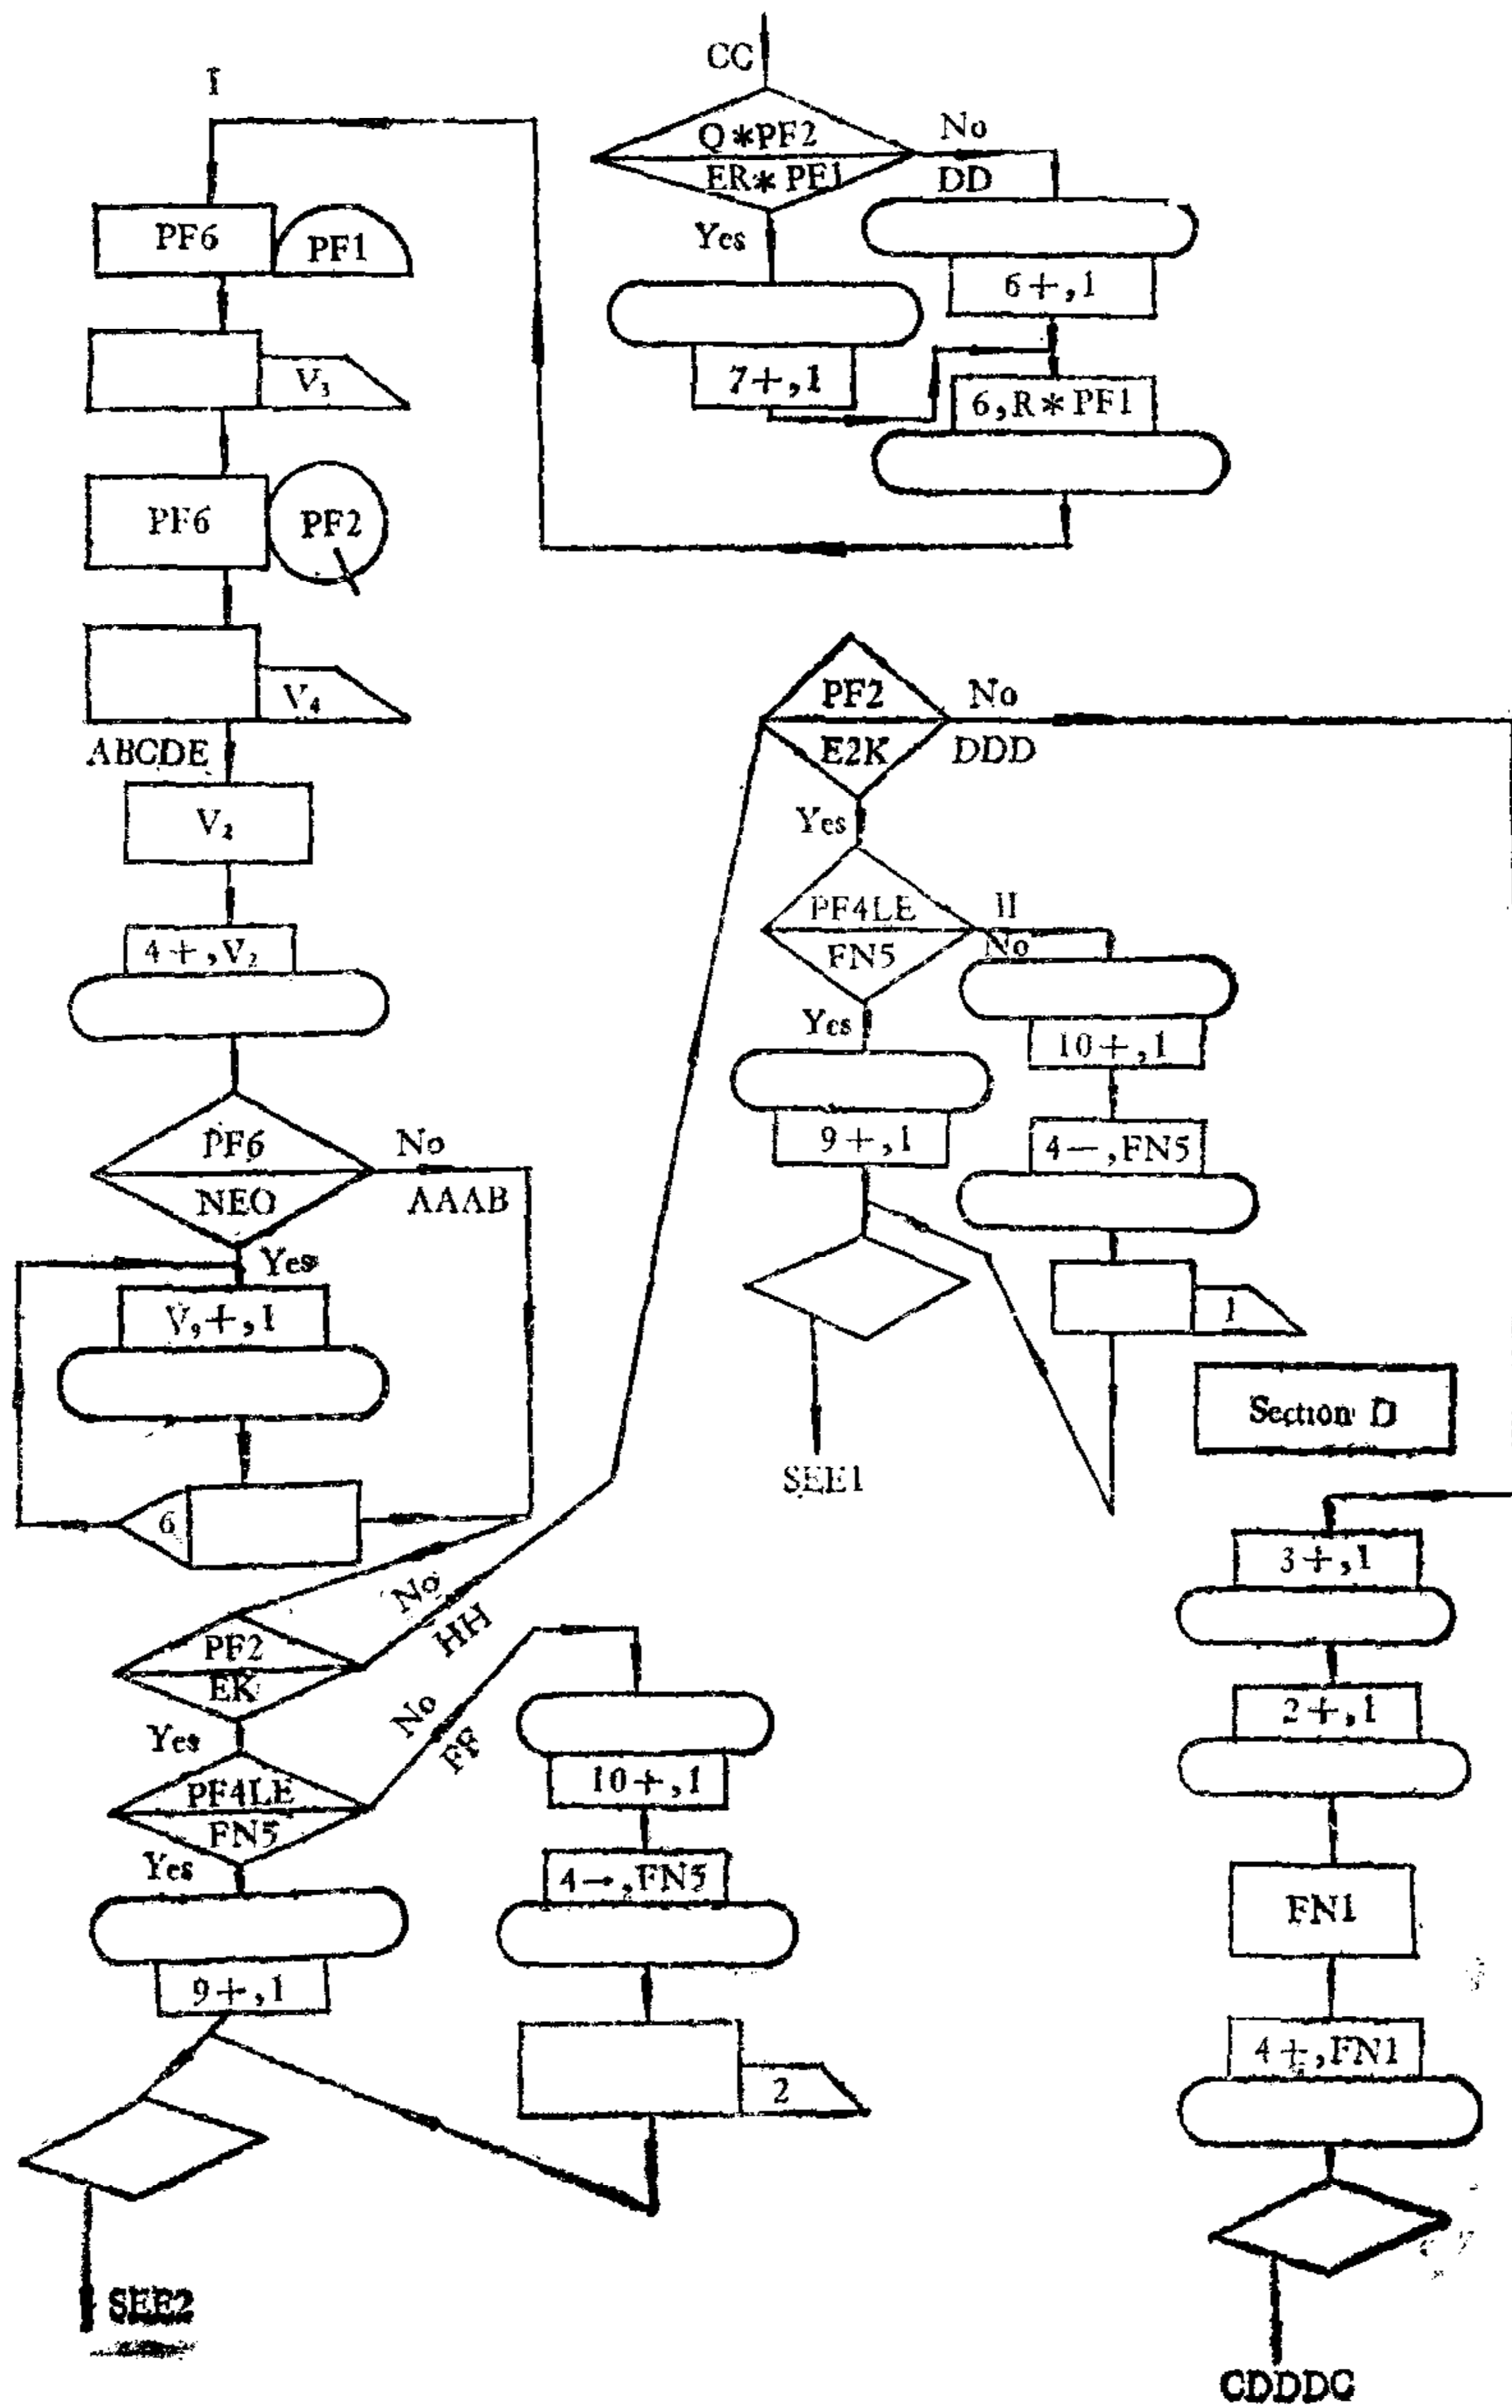 CC
Q*PF2
No
ER*PF1
DD
Yes
6+,1
7+,1
6,R*PF1
I
PF6
PF1
V₃
PF6
PF2
V₄
ABCDE
V₂
4+,V₂
PF6
No
NEO
AAAB
Yes
V,+,1
6
PF2
No
EK
HH
Yes
PF4LE
No
FN5
FF
Yes
9+,1
SEE2
10+,1
4-,FN5
2
PF2
No
E2K
DDD
Yes
PF4LE
II
FN5
No
Yes
9+,1
SEE1
10+,1
4-,FN5
1
Section D
3+,1
2+,1
FN1
4+,FN1
CDDDC